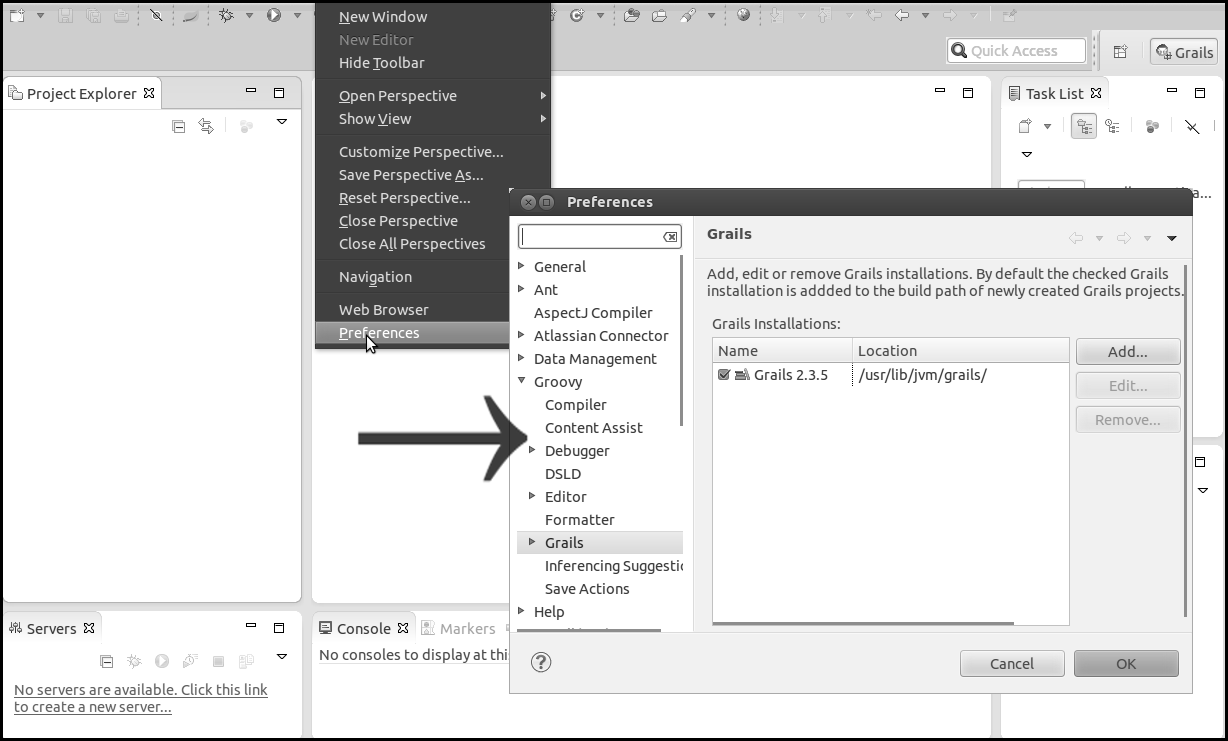 New Window
New Editor
Hide Toolbar
Open Perspective
Show View
Customize Perspective...
Save Perspective As...
Reset Perspective...
Close Perspective
Close All Perspectives
Navigation
Web Browser
Preferences
Quick Access
Grails
Project Explorer
Task List
Preferences
General
Ant
AspectJ Compiler
Atlassian Connector
Data Management
Groovy
Compiler
Content Assist
Debugger
DSLD
Editor
Formatter
Grails
Inferencing Suggestic
Save Actions
Help
Grails
Add, edit or remove Grails installations. By default the checked Grails
installation is addded to the build path of newly created Grails projects.
Grails Installations:
Name Location
Grails 2.3.5 /usr/lib/jvm/grails/
Add...
Edit...
Remove...
Cancel
OK
Servers
No servers are available. Click this link
to create a new server...
Console
Markers
No consoles to display at this